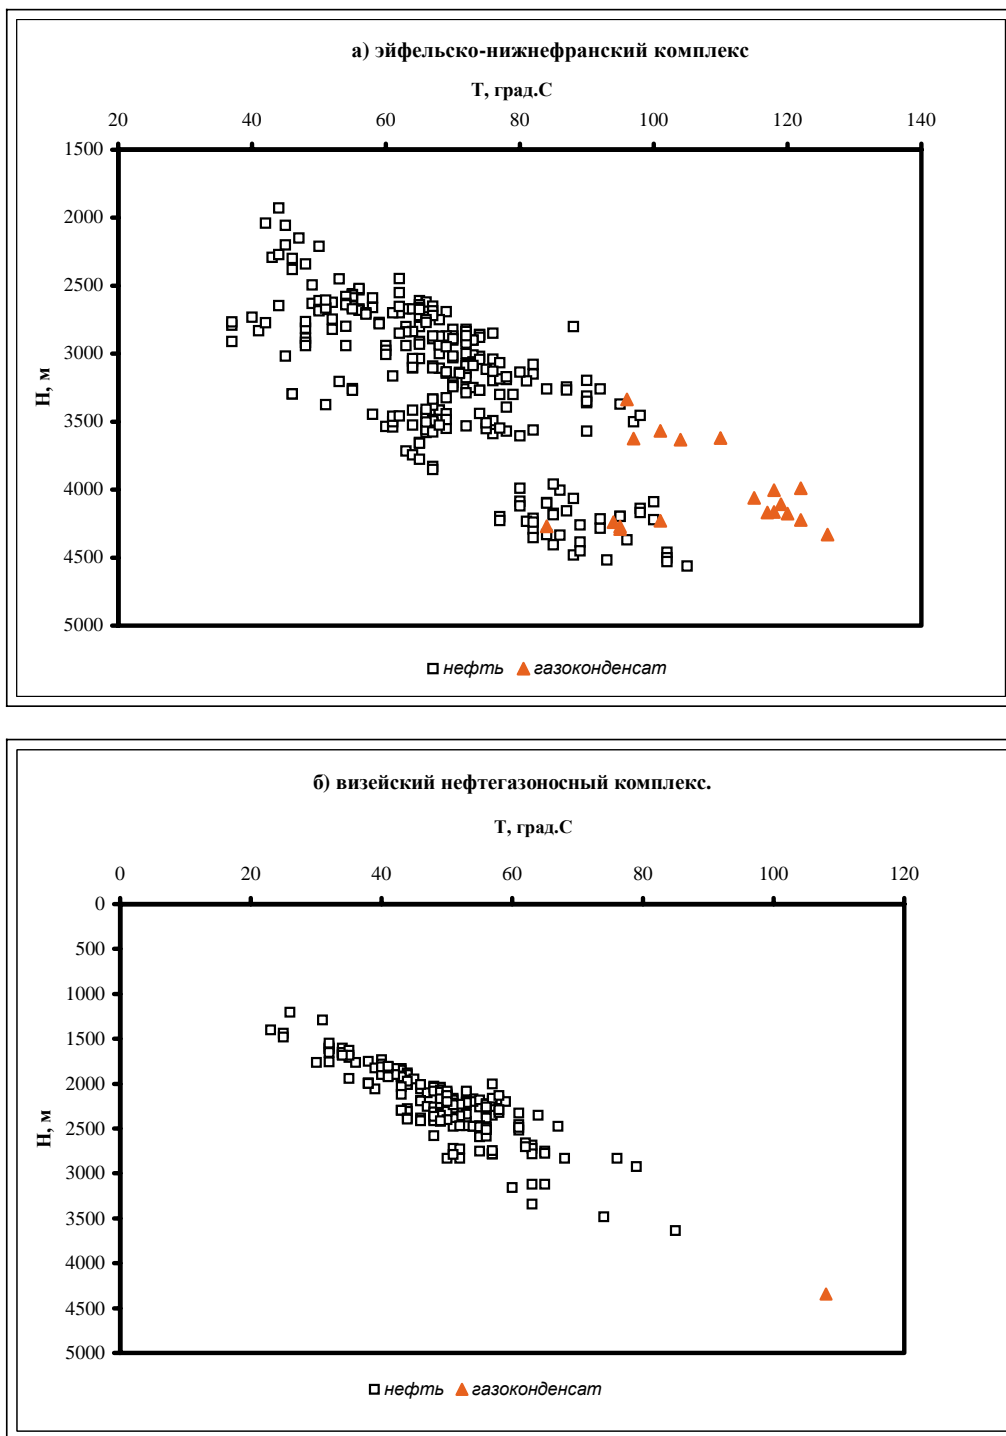 а) эйфельско-нижнефранский комплекс
Т, град.С
20 40 60 80 100 120 140
1500
2000
2500
3000
3500
4000
4500
5000
Н, м
нефть газоконденсат
б) визейский нефтегазоносный комплекс.
Т, град.С
0 20 40 60 80 100 120
0
500
1000
1500
2000
2500
3000
3500
4000
4500
5000
Н, м
нефть газоконденсат